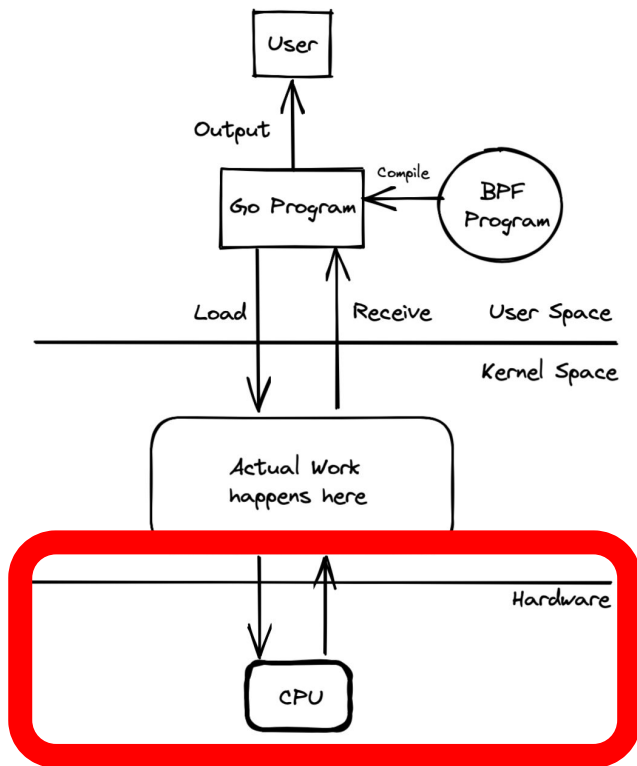 User
Output
Compile
Go Program
BPF
Program
Load
Receive
User Space
Kernel Space
Actual Work
happens here
Hardware
CPU